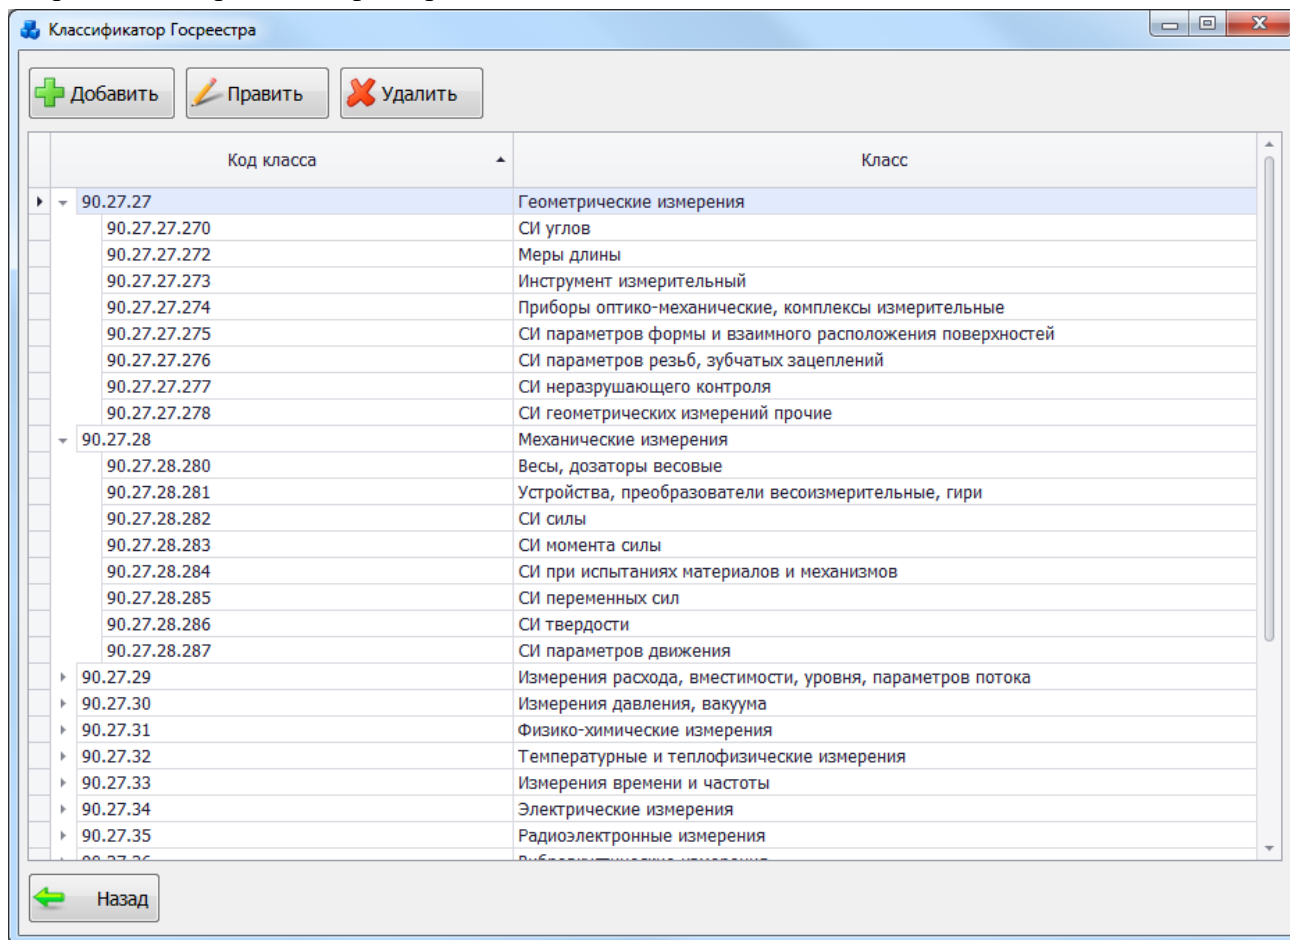 Классификатор Госреестра
Добавить Править Удалить
Код класса Класс
90.27.27 Геометрические измерения
90.27.27.270 СИ углов
90.27.27.272 Меры длины
90.27.27.273 Инструмент измерительный
90.27.27.274 Приборы оптико-механические, комплексы измерительные
90.27.27.275 СИ параметров формы и взаимного расположения поверхностей
90.27.27.276 СИ параметров резьб, зубчатых зацеплений
90.27.27.277 СИ неразрушающего контроля
90.27.27.278 СИ геометрических измерений прочие
90.27.28 Механические измерения
90.27.28.280 Весы, дозаторы весовые
90.27.28.281 Устройства, преобразователи весоизмерительные, гири
90.27.28.282 СИ силы
90.27.28.283 СИ момента силы
90.27.28.284 СИ при испытаниях материалов и механизмов
90.27.28.285 СИ переменных сил
90.27.28.286 СИ твердости
90.27.28.287 СИ параметров движения
90.27.29 Измерения расхода, вместимости, уровня, параметров потока
90.27.30 Измерения давления, вакуума
90.27.31 Физико-химические измерения
90.27.32 Температурные и теплофизические измерения
90.27.33 Измерения времени и частоты
90.27.34 Электрические измерения
90.27.35 Радиоэлектронные измерения
Назад